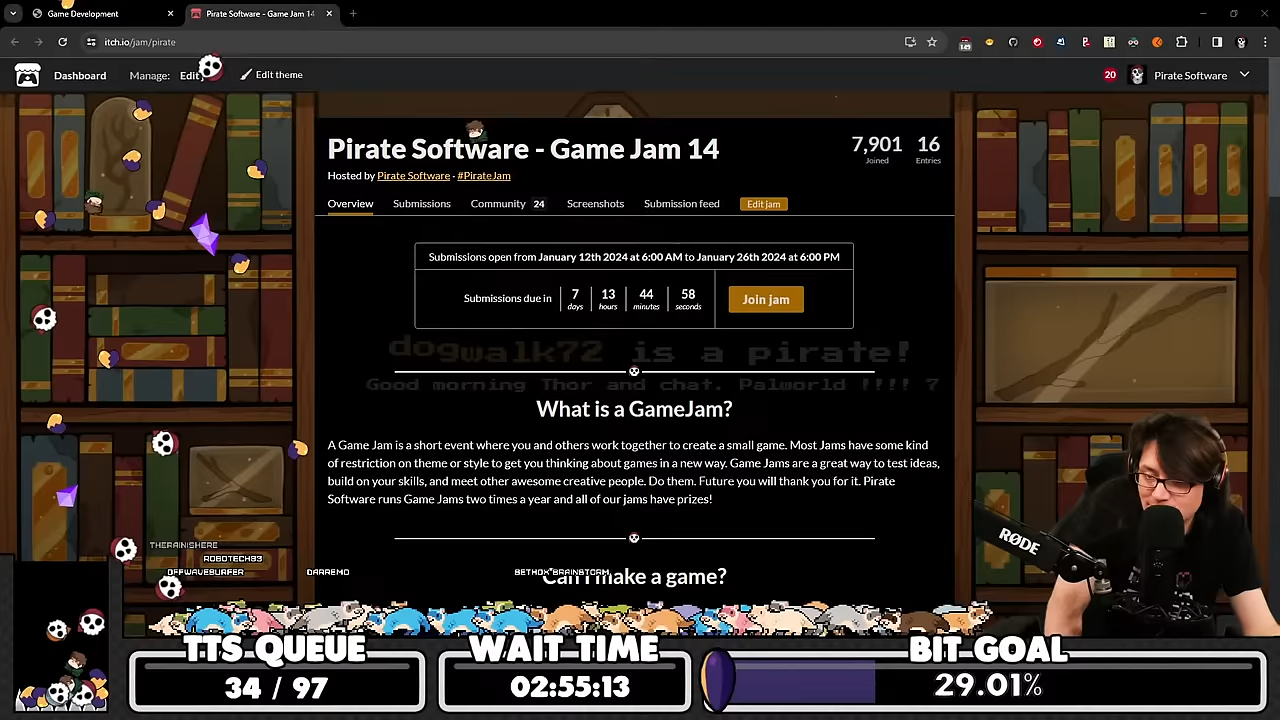 Game Development
Pirate Software - Game Jam 14
itch.io/jam/pirate
Dashboard
Manage:
Edit theme
20
Pirate Software
Pirate Software - Game Jam 14
7,901
16
Joined
Entries
Hosted by Pirate Software · #PirateJam
Overview
Submissions
Community 24
Screenshots
Submission feed
Edit jam
Submissions open from January 12th 2024 at 6:00 AM to January 26th 2024 at 6:00 PM
Submissions due in
7
13
44
58
days
hours
minutes
seconds
Join jam
dogwalk72 is a pirate!
Good morning Thor and chat. Palworld !!!! 7
What is a GameJam?
A Game Jam is a short event where you and others work together to create a small game. Most Jams have some kind
of restriction on theme or style to get you thinking about games in a new way. Game Jams are a great way to test ideas,
build on your skills, and meet other awesome creative people. Do them. Future you will thank you for it. Pirate
Software runs Game Jams two times a year and all of our jams have prizes!
THERAINISHERE
ROBOTECH83
OFFWAVESURFER
DARREMO
Can I make a game?
RØDE
TTS QUEUE
34 / 97
WAIT TIME
02:55:13
BIT GOAL
29.01%